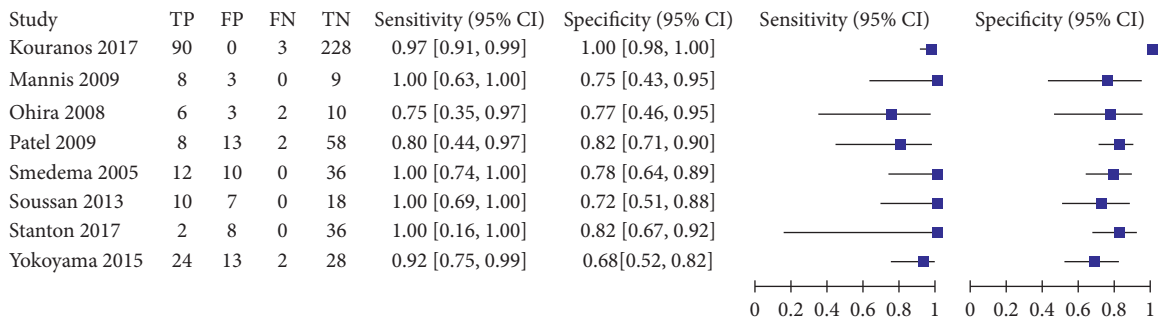 Study TP FP FN TN Sensitivity (95% CI) Specificity (95% CI) Sensitivity (95% CI) Specificity (95% CI)
Kouranos 2017 90 0 3 228 0.97 [0.91, 0.99] 1.00 [0.98, 1.00]
Mannis 2009 8 3 0 9 1.00 [0.63, 1.00] 0.75 [0.43, 0.95]
Ohira 2008 6 3 2 10 0.75 [0.35, 0.97] 0.77 [0.46, 0.95]
Patel 2009 8 13 2 58 0.80 [0.44, 0.97] 0.82 [0.71, 0.90]
Smedema 2005 12 10 0 36 1.00 [0.74, 1.00] 0.78 [0.64, 0.89]
Soussan 2013 10 7 0 18 1.00 [0.69, 1.00] 0.72 [0.51, 0.88]
Stanton 2017 2 8 0 36 1.00 [0.16, 1.00] 0.82 [0.67, 0.92]
Yokoyama 2015 24 13 2 28 0.92 [0.75, 0.99] 0.68[0.52, 0.82]
0 0.2 0.4 0.6 0.8 1 0 0.2 0.4 0.6 0.8 1